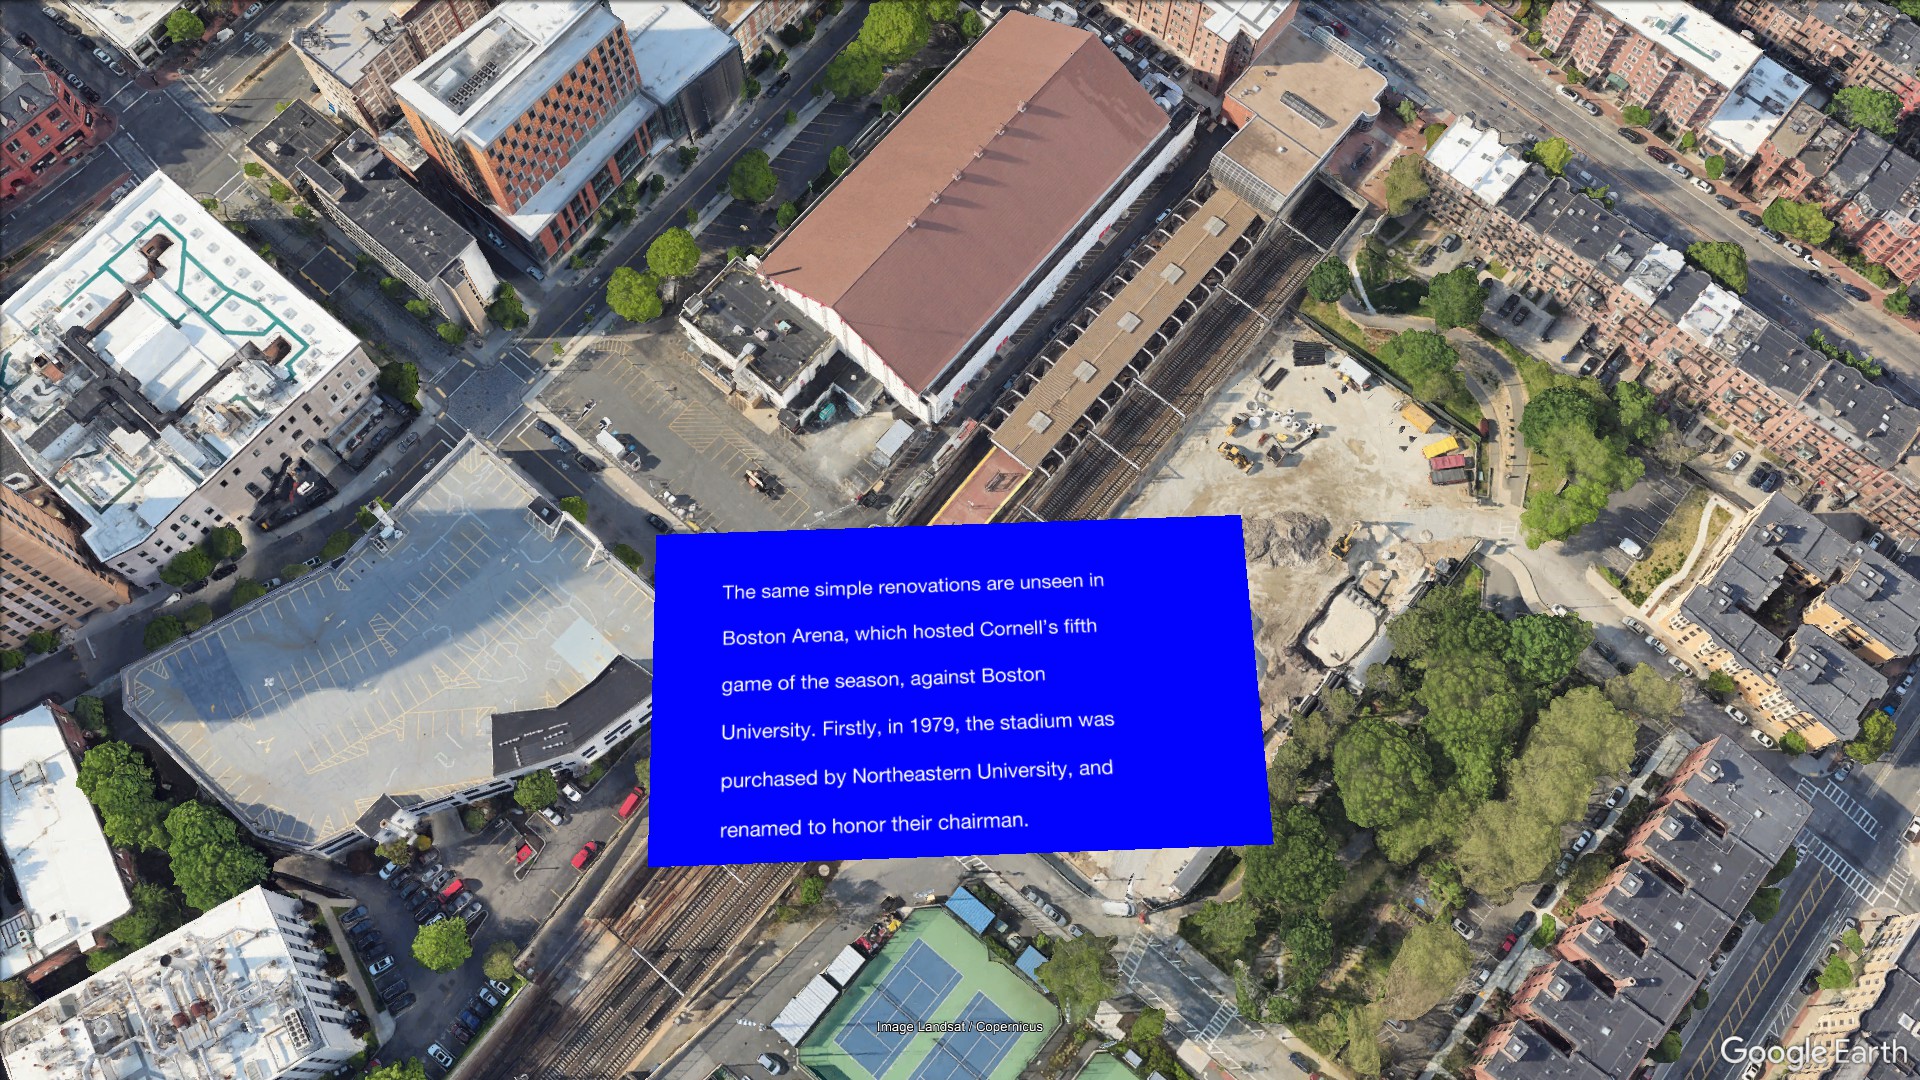 The same simple renovations are unseen in
Boston Arena, which hosted Cornell's fifth
game of the season, against Boston
University. Firstly, in 1979, the stadium was
purchased by Northeastern University, and
renamed to honor their chairman.
Image Landsat / Copernicus
Google Earth